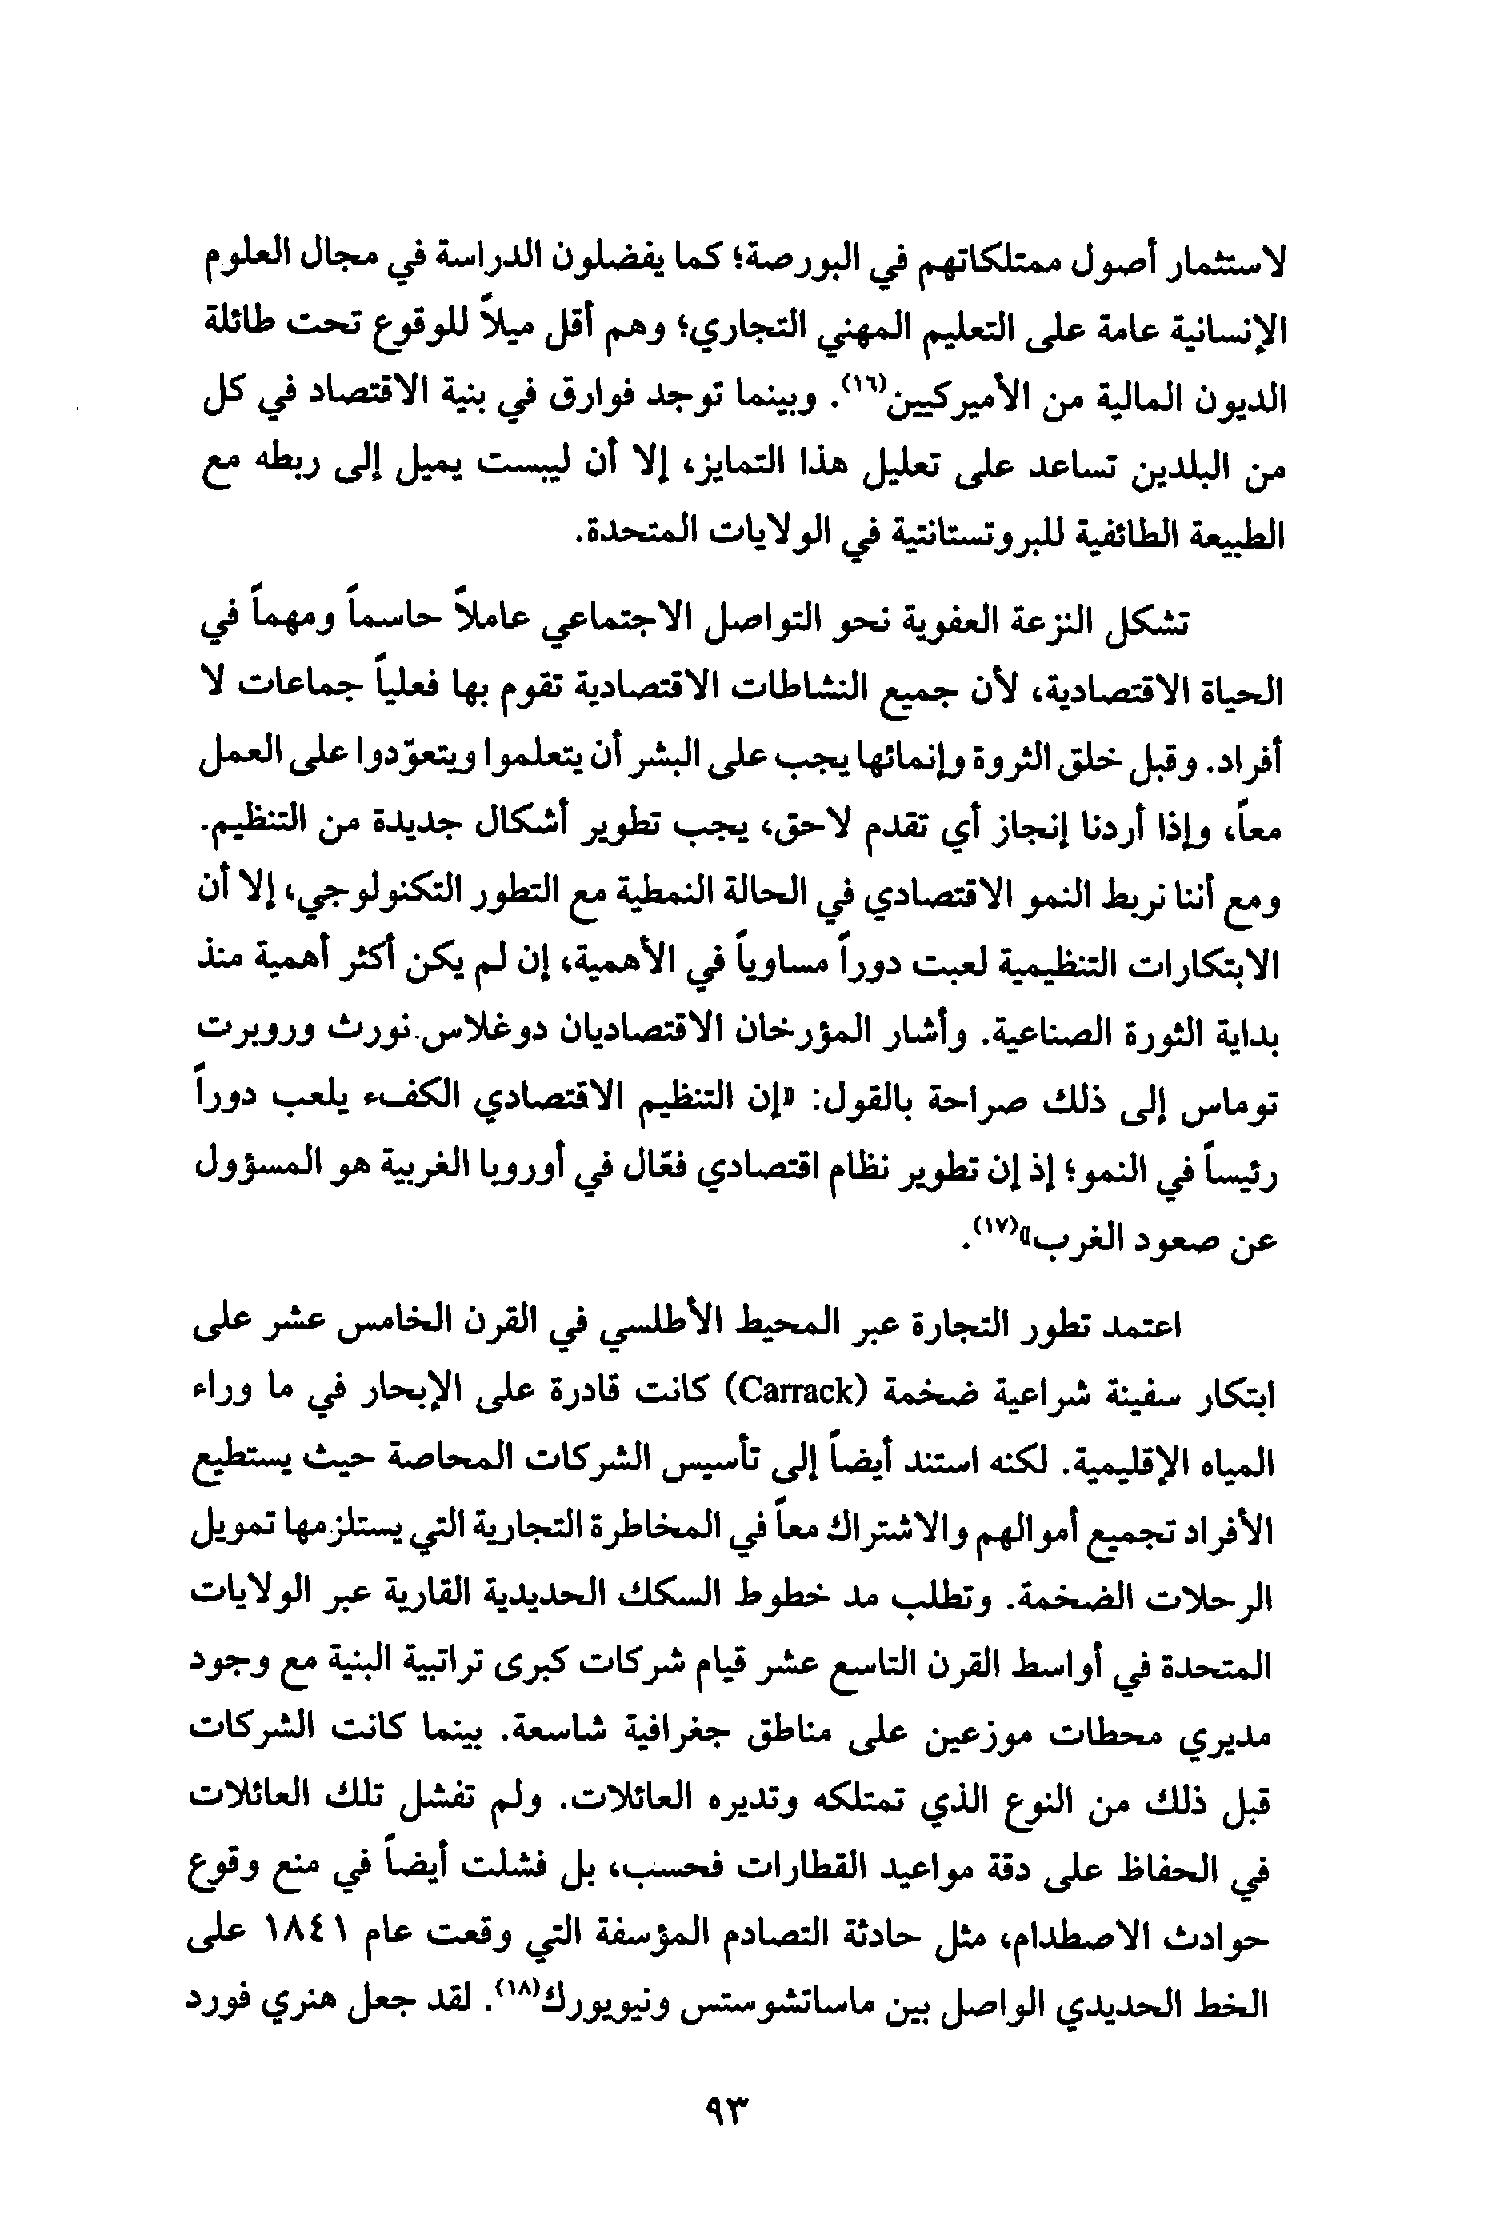 لاستثمار أصول ممتلكاتهم في البورصة؛ كما يفضلون الدراسة في مجال العلوم
الإنسانية عامة على التعليم المهني التجاري؛ وهم أقل ميلاً للوقوع تحت طائلة
الديون المالية من الأميركيين(١٦). وبينما توجد فوارق في بنية الاقتصاد في كل
من البلدين تساعد على تعليل هذا التمايز، إلا أن ليبست يميل إلى ربطه مع
الطبيعة الطائفية للبروتستانتية في الولايات المتحدة.
تشكل النزعة العفوية نحو التواصل الاجتماعي عاملاً حاسماً ومهماً في
الحياة الاقتصادية، لأن جميع النشاطات الاقتصادية تقوم بها فعلياً جماعات لا
أفراد. وقبل خلق الثروة وإنمائها يجب على البشر أن يتعلموا ويتعوّدوا على العمل
معاً، وإذا أردنا إنجاز أي تقدم لاحق، يجب تطوير أشكال جديدة من التنظيم.
ومع أننا نربط النمو الاقتصادي في الحالة النمطية مع التطور التكنولوجي، إلا أن
الابتكارات التنظيمية لعبت دوراً مساوياً في الأهمية، إن لم يكن أكثر أهمية منذ
بداية الثورة الصناعية. وأشار المؤرخان الاقتصاديان دوغلاس.نورث وروبرت
توماس إلى ذلك صراحة بالقول: «إن التنظيم الاقتصادي الكفء يلعب دوراً
رئيساً في النمو؛ إذ إن تطوير نظام اقتصادي فعّال في أوروبا الغربية هو المسؤول
عن صعود الغرب»(١٧).
اعتمد تطور التجارة عبر المحيط الأطلسي في القرن الخامس عشر على
ابتكار سفينة شراعية ضخمة (Carrack) كانت قادرة على الإبحار في ما وراء
المياه الإقليمية. لكنه استند أيضاً إلى تأسيس الشركات المحاصة حيث يستطيع
الأفراد تجميع أموالهم والاشتراك معاً في المخاطرة التجارية التي يستلزمها تمويل
الرحلات الضخمة. وتطلب مد خطوط السكك الحديدية القارية عبر الولايات
المتحدة في أواسط القرن التاسع عشر قيام شركات كبرى تراتبية البنية مع وجود
مديري محطات موزعين على مناطق جغرافية شاسعة. بينما كانت الشركات
قبل ذلك من النوع الذي تمتلكه وتديره العائلات. ولم تفشل تلك العائلات
في الحفاظ على دقة مواعيد القطارات فحسب، بل فشلت أيضاً في منع وقوع
حوادث الاصطدام، مثل حادثة التصادم المؤسفة التي وقعت عام ١٨٤١ على
الخط الحديدي الواصل بين ماساتشوستس ونيويورك(١٨). لقد جعل هنري فورد
٩٣